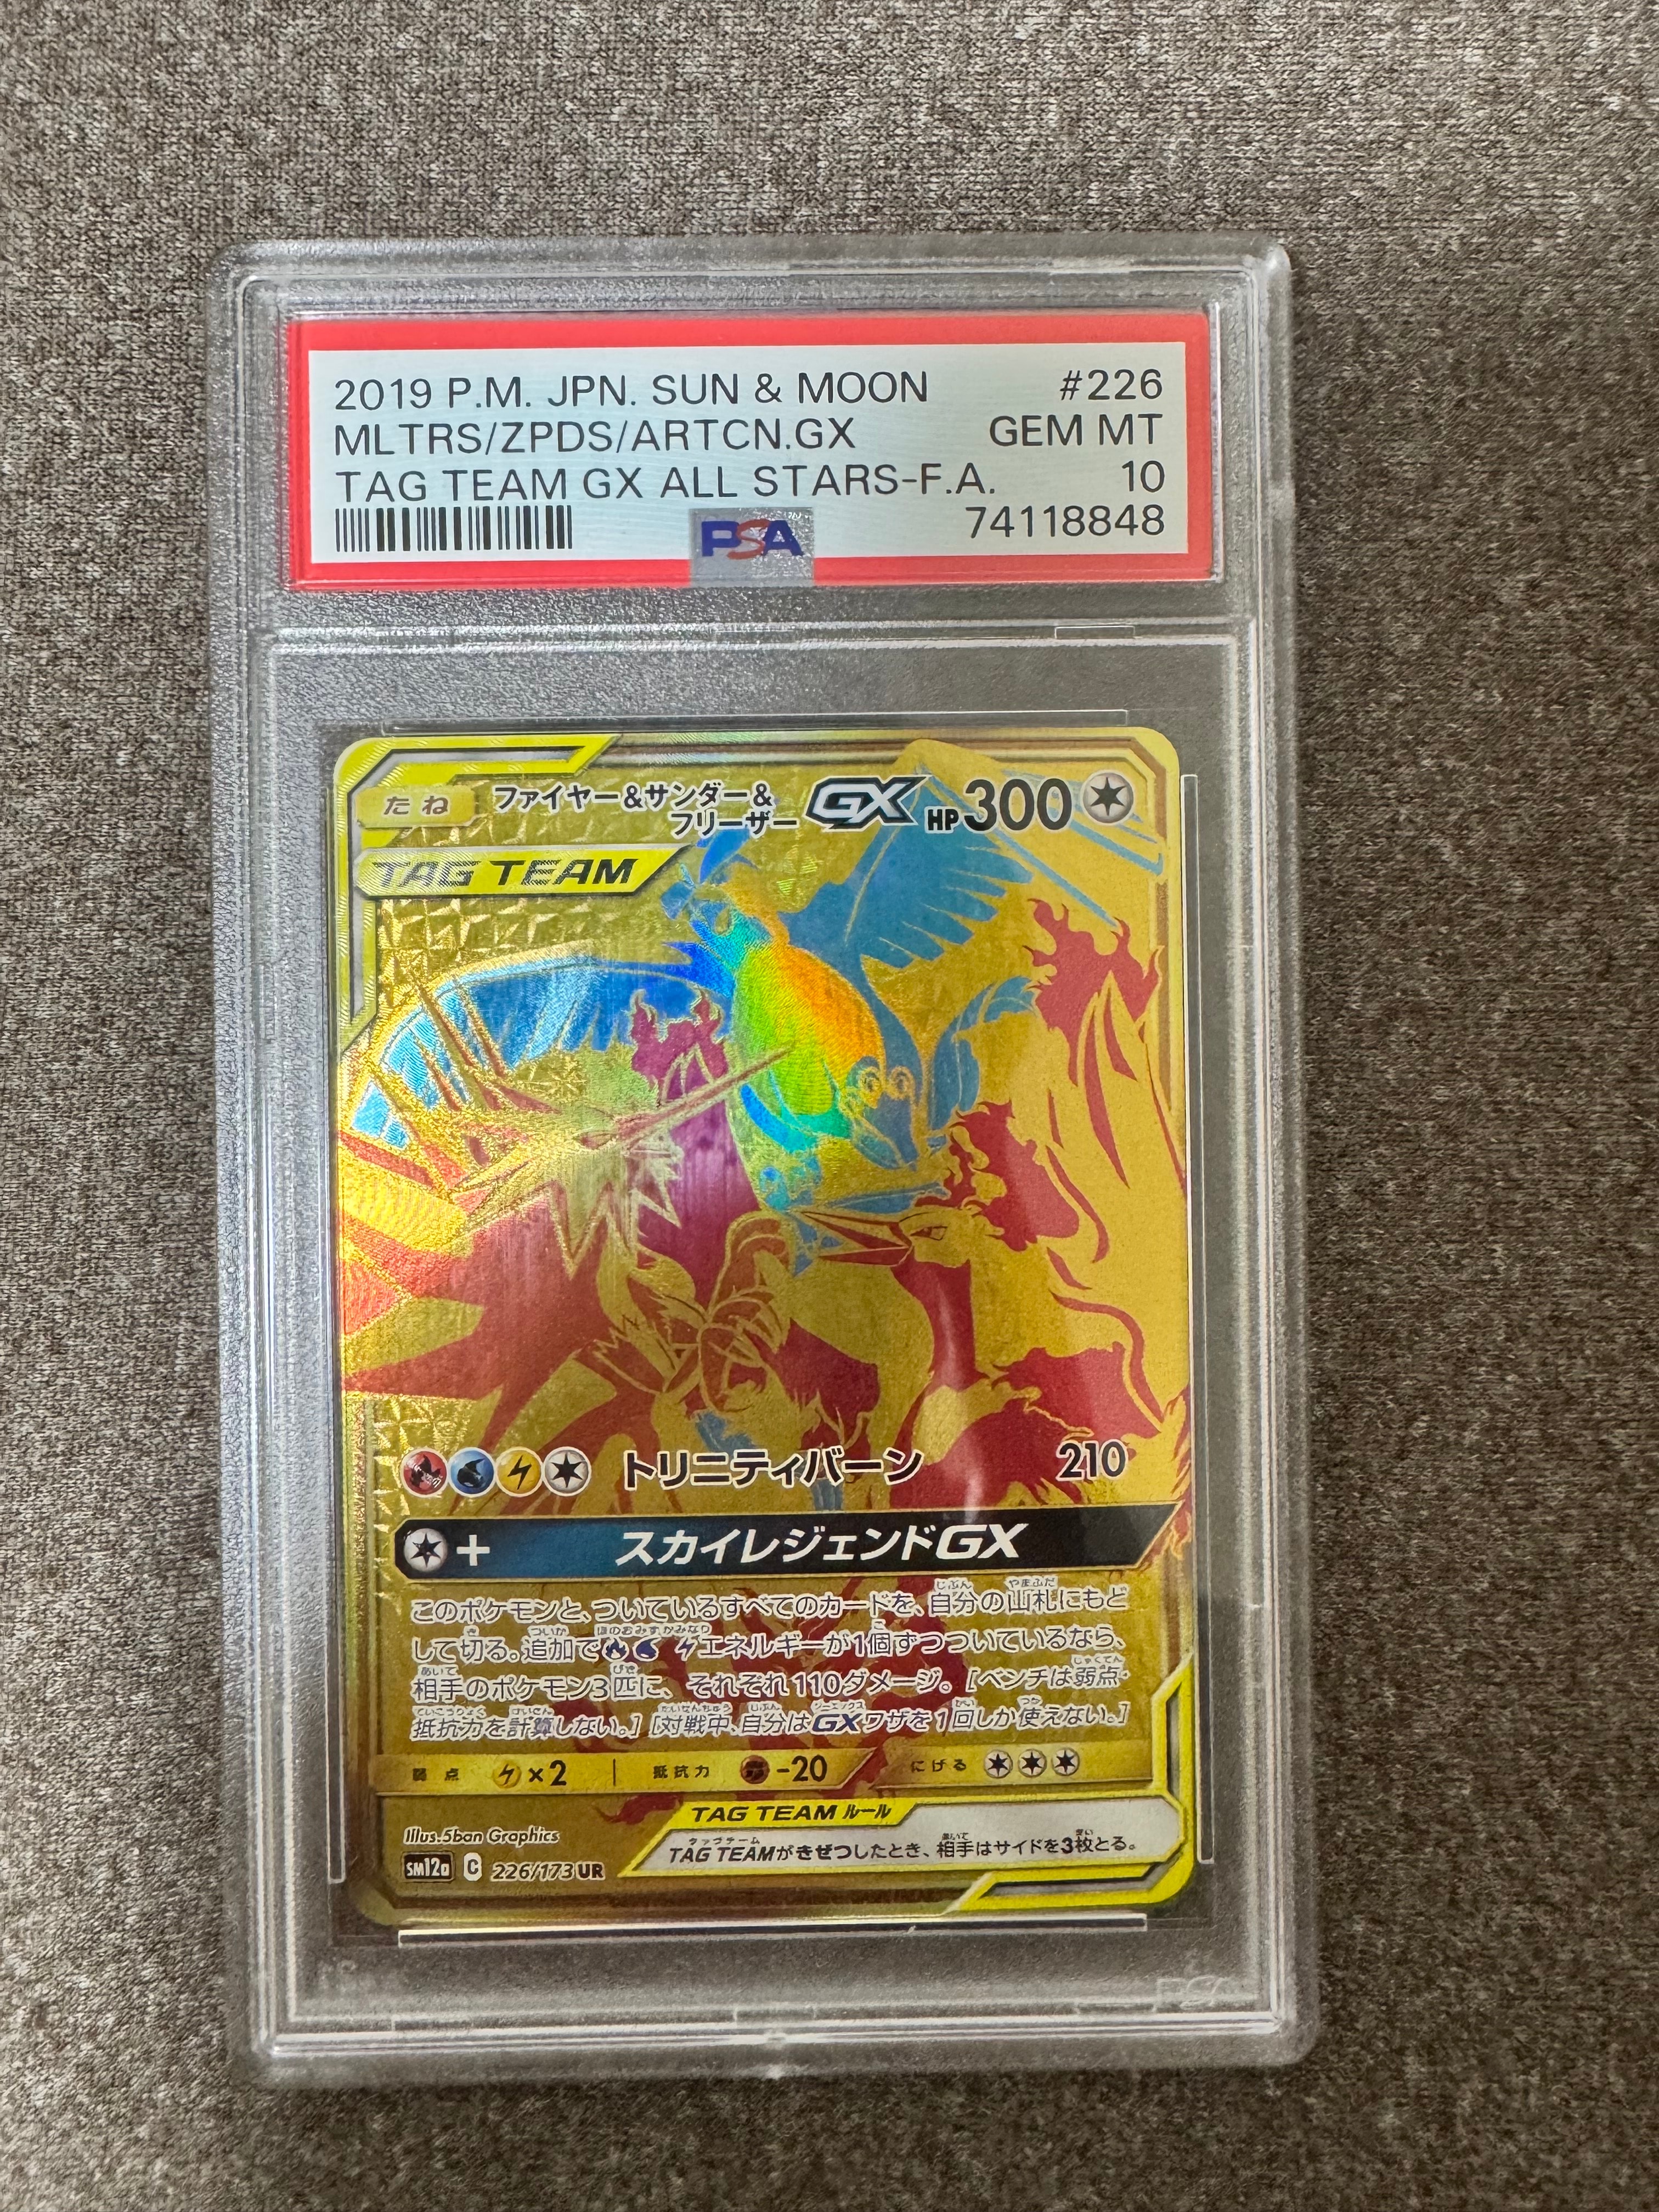 2019 P.M. JPN. SUN & MOON #226
MLTRS/ZPDS/ARTCN.GX GEM MT
TAG TEAM GX ALL STARS-F.A. 10
PSA 74118848
たね ファイヤー&サンダー&
フリーザー GX HP300
TAG TEAM
トリニティバーン 210
+ スカイレジェンドGX
このポケモンと、ついているすべてのカードを、自分の山札にもど
して切る。追加でエネルギーが1個ずつついているなら、
相手のポケモン3匹に、それぞれ110ダメージ。[ベンチは弱点・
抵抗力を計算しない。][対戦中、自分はGXワザを1回しか使えない。]
弱点 ×2 抵抗力 -20 にげる
TAG TEAM ルール
TAG TEAMがきぜつしたとき、相手はサイドを3枚とる。
Illus.5ban Graphics
SM12a C 226/173 UR
PSA